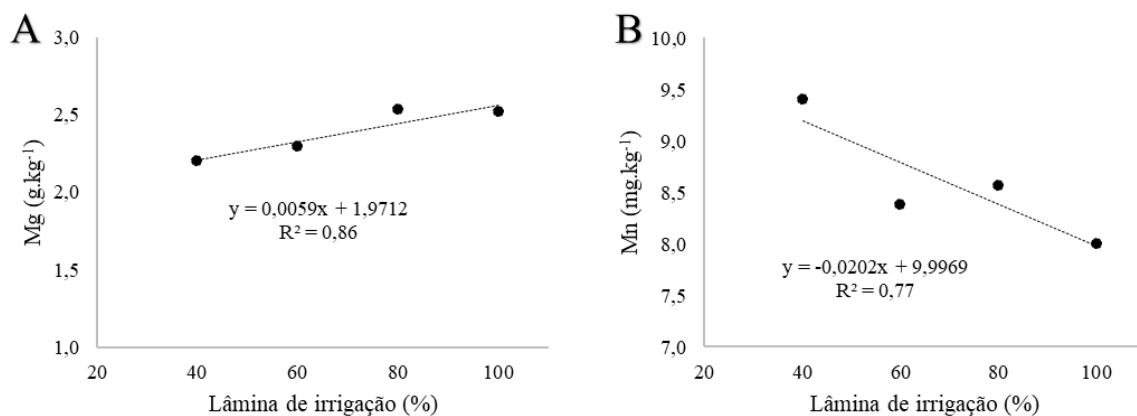 A
Mg (g.kg⁻¹)
3,0
2,5
2,0
1,5
1,0
y = 0,0059x + 1,9712
R² = 0,86
20 40 60 80 100
Lâmina de irrigação (%)
B
Mn (mg.kg⁻¹)
10,0
9,5
9,0
8,5
8,0
7,5
7,0
y = -0,0202x + 9,9969
R² = 0,77
20 40 60 80 100
Lâmina de irrigação (%)